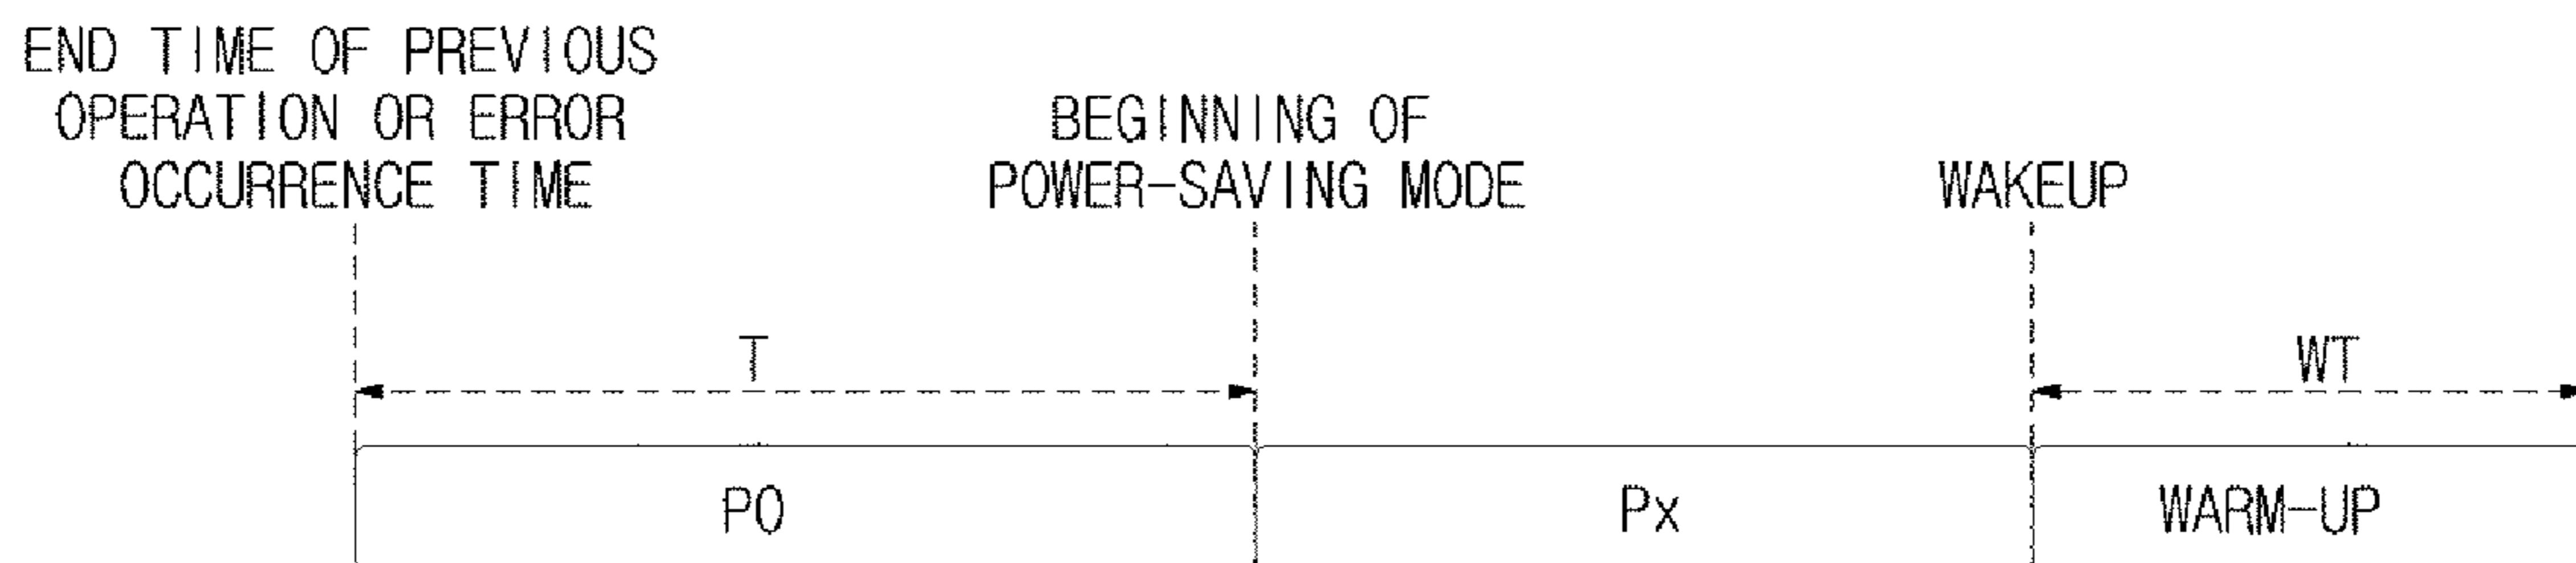 END TIME OF PREVIOUS
OPERATION OR ERROR
OCCURRENCE TIME
BEGINNING OF
POWER-SAVING MODE
WAKEUP
T
WT
P0
Px
WARM-UP